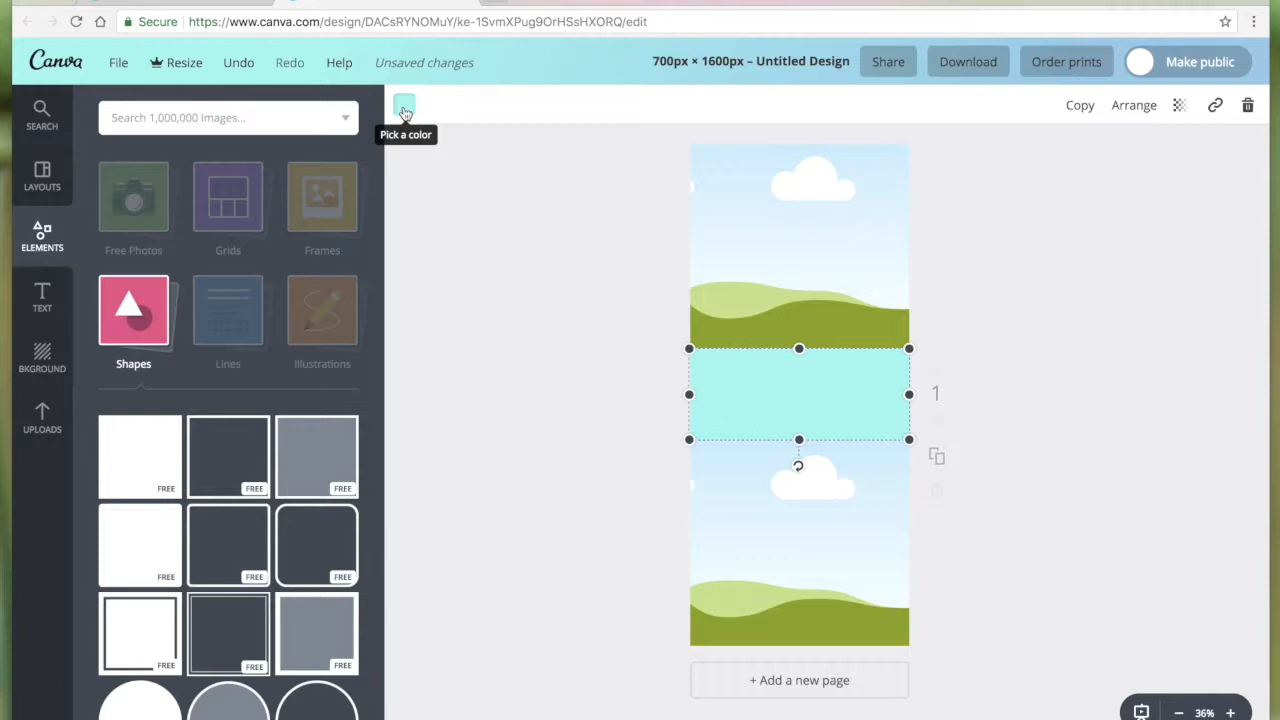 Secure
https://www.canva.com/design/DACsRYNOMuY/ke-1SvmXPug9OrHSsHXORQ/edit
Canva
File
Resize
Undo
Redo
Help
Unsaved changes
700px × 1600px – Untitled Design
Share
Download
Order prints
Make public
SEARCH
LAYOUTS
ELEMENTS
TEXT
BKGROUND
UPLOADS
Search 1,000,000 images...
Pick a color
Copy
Arrange
Free Photos
Grids
Frames
Shapes
Lines
Illustrations
FREE
FREE
FREE
FREE
FREE
FREE
FREE
FREE
FREE
1
+ Add a new page
36%